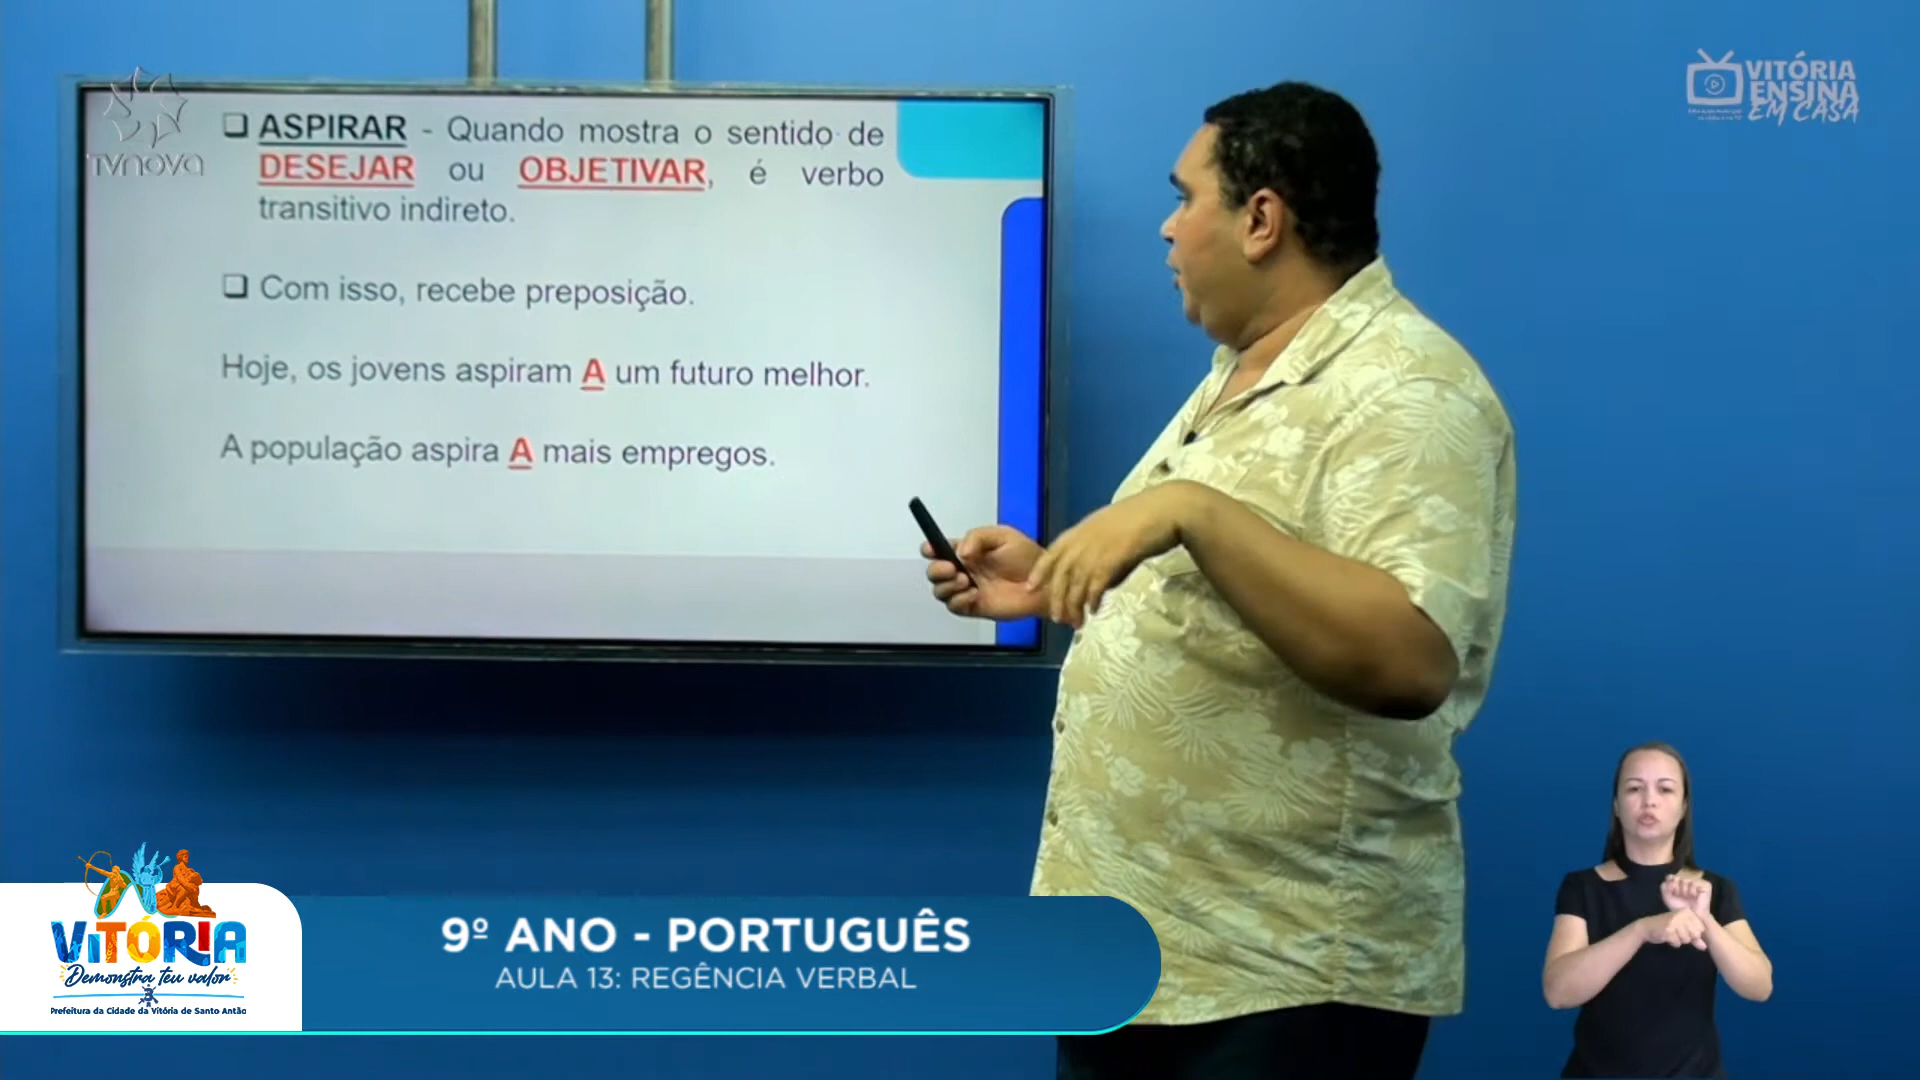 ❑ ASPIRAR - Quando mostra o sentido de
DESEJAR ou OBJETIVAR, é verbo
transitivo indireto.
❑ Com isso, recebe preposição.
Hoje, os jovens aspiram A um futuro melhor.
A população aspira A mais empregos.
TVNOVA
VITÓRIA
ENSINA
EM CASA
9º ANO - PORTUGUÊS
AULA 13: REGÊNCIA VERBAL
VITÓRIA
Demonstra teu valor
Prefeitura da Cidade da Vitória de Santo Antão